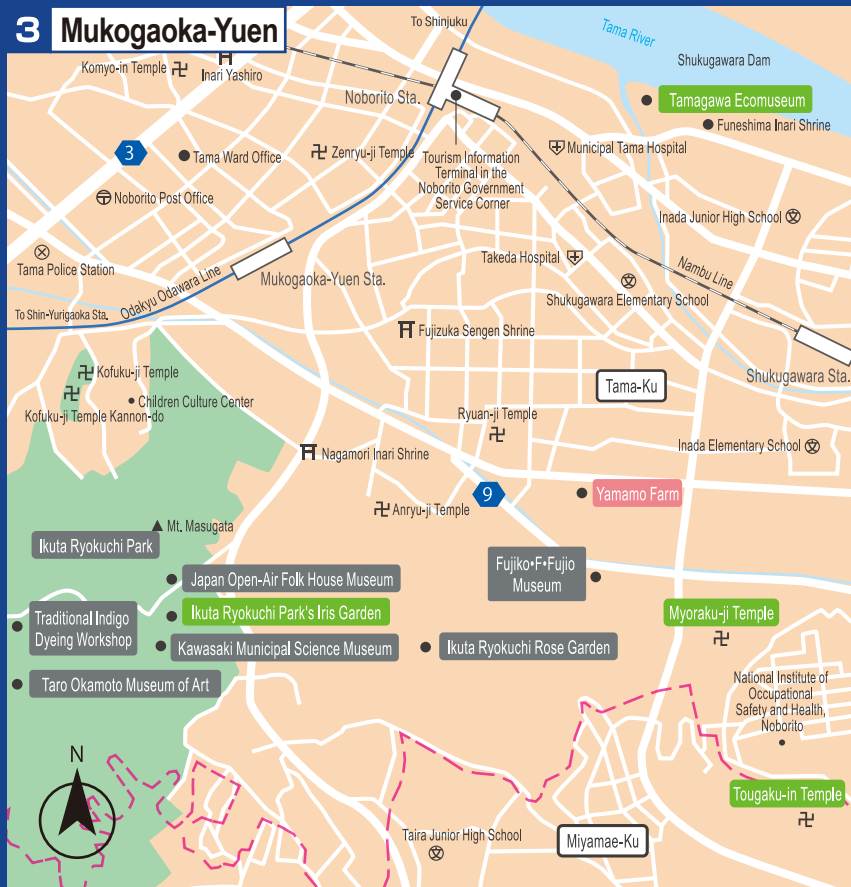 3 Mukogaoka-Yuen
To Shinjuku
Tama River
Komyo-in Temple
Inari Yashiro
Shukugawara Dam
Noborito Sta.
Tamagawa Ecomuseum
Funeshima Inari Shrine
3
Tama Ward Office
Zenryu-ji Temple
Tourism Information
Terminal in the
Noborito Government
Service Corner
Municipal Tama Hospital
Noborito Post Office
Inada Junior High School
文
Tama Police Station
Odakyu Odawara Line
Mukogaoka-Yuen Sta.
Takeda Hospital
Nambu Line
文
Shukugawara Elementary School
To Shin-Yurigaoka Sta.
Fujizuka Sengen Shrine
Shukugawara Sta.
Kofuku-ji Temple
Tama-Ku
Children Culture Center
Kofuku-ji Temple Kannon-do
Ryuan-ji Temple
Nagamori Inari Shrine
Inada Elementary School
文
9
Yamamo Farm
Anryu-ji Temple
Mt. Masugata
Ikuta Ryokuchi Park
Fujiko•F•Fujio
Museum
Japan Open-Air Folk House Museum
Ikuta Ryokuchi Park's Iris Garden
Traditional Indigo
Dyeing Workshop
Myoraku-ji Temple
Kawasaki Municipal Science Museum
Ikuta Ryokuchi Rose Garden
Taro Okamoto Museum of Art
National Institute of
Occupational
Safety and Health,
Noborito
N
Tougaku-in Temple
Taira Junior High School
文
Miyamae-Ku